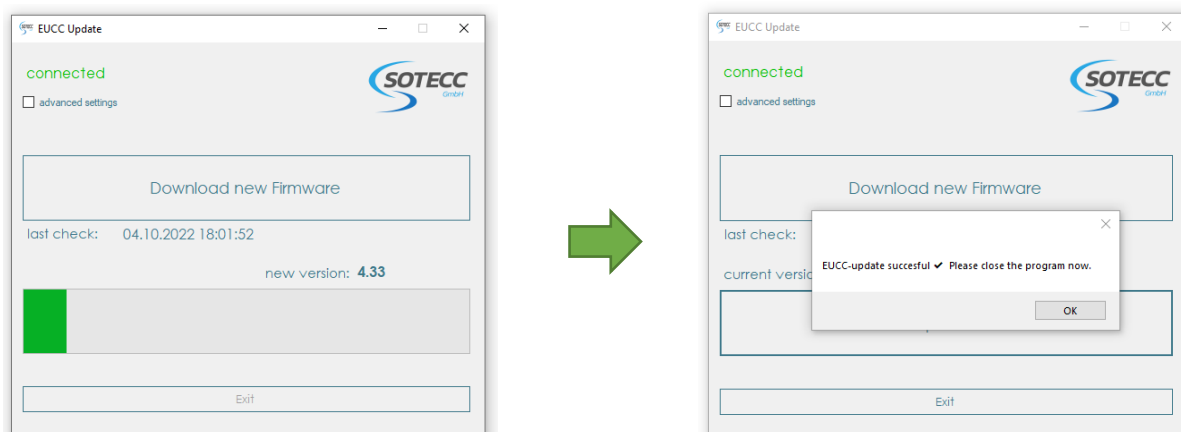 EUCC Update
connected
advanced settings
SOTECC
GmbH
Download new Firmware
last check: 04.10.2022 18:01:52
new version: 4.33
Exit
EUCC Update
connected
advanced settings
SOTECC
GmbH
Download new Firmware
last check:
EUCC-update succesful ✔ Please close the program now.
OK
Exit